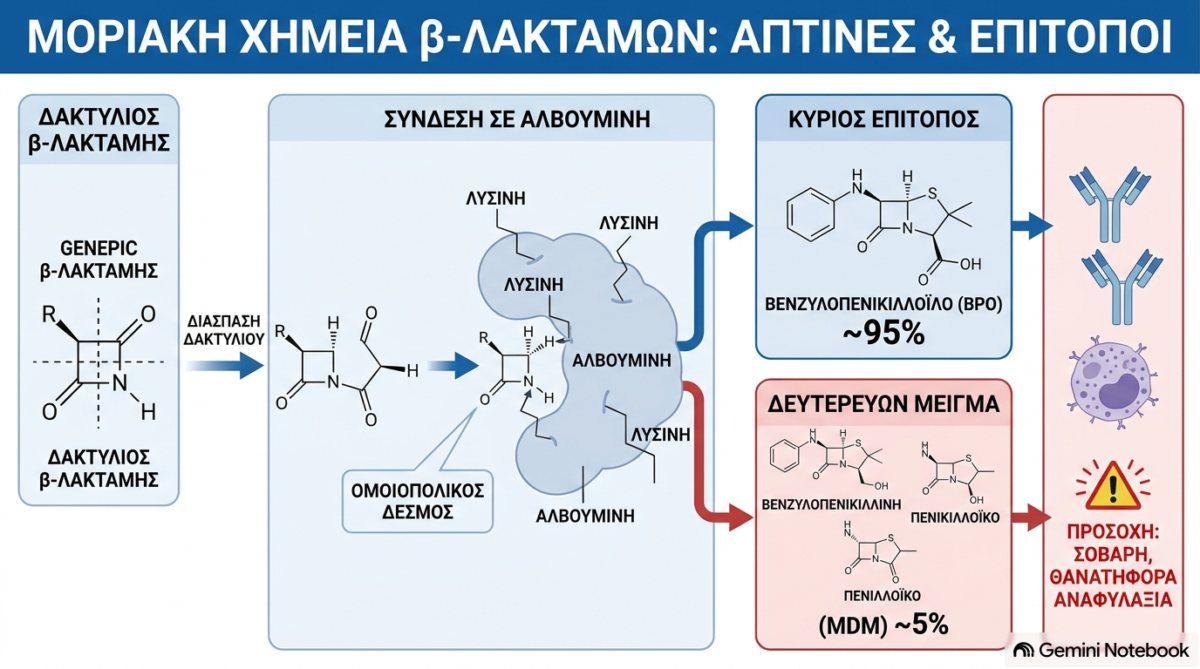 ΜΟΡΙΑΚΗ ΧΗΜΕΙΑ β-ΛΑΚΤΑΜΩΝ: ΑΠΤΙΝΕΣ & ΕΠΙΤΟΠΟΙ
ΔΑΚΤΥΛΙΟΣ
β-ΛΑΚΤΑΜΗΣ
GENEPIC
β-ΛΑΚΤΑΜΗΣ
R
O
O
N
H
ΔΑΚΤΥΛΙΟΣ
β-ΛΑΚΤΑΜΗΣ
ΔΙΑΣΠΑΣΗ
ΔΑΚΤΥΛΙΟΥ
ΣΥΝΔΕΣΗ ΣΕ ΑΛΒΟΥΜΙΝΗ
R
H
O
N
O
H
O
ΛΥΣΙΝΗ
ΛΥΣΙΝΗ
ΛΥΣΙΝΗ
R
H
H
ΑΛΒΟΥΜΙΝΗ
O
N
H
ΛΥΣΙΝΗ
ΑΛΒΟΥΜΙΝΗ
ΟΜΟΙΟΠΟΛΙΚΟΣ
ΔΕΣΜΟΣ
ΚΥΡΙΟΣ ΕΠΙΤΟΠΟΣ
H
N
H
S
O
N
O
OH
ΒΕΝΖΥΛΟΠΕΝΙΚΙΛΛΟΪΛΟ (BPO)
~95%
ΔΕΥΤΕΡΕΥΩΝ ΜΕΙΓΜΑ
H
N
H
S
O
N
OH
ΒΕΝΖΥΛΟΠΕΝΙΚΙΛΛΙΝΗ
H
N
S
O
N
OH
ΠΕΝΙΚΙΛΛΟΪΚΟ
H
N
S
O
N
O
ΠΕΝΙΛΛΟΪΚΟ
(MDM) ~5%
ΠΡΟΣΟΧΗ:
ΣΟΒΑΡΗ,
ΘΑΝΑΤΗΦΟΡΑ
ΑΝΑΦΥΛΑΞΙΑ
Gemini Notebook